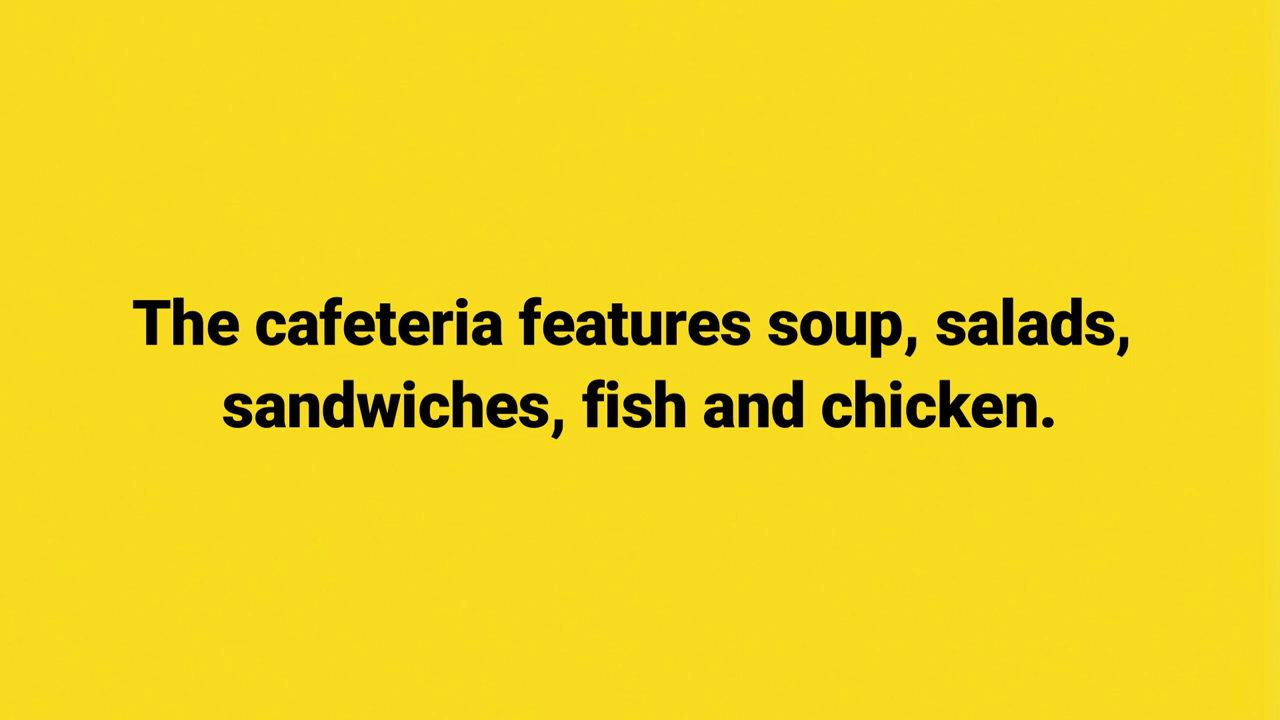 The cafeteria features soup, salads,
sandwiches, fish and chicken.